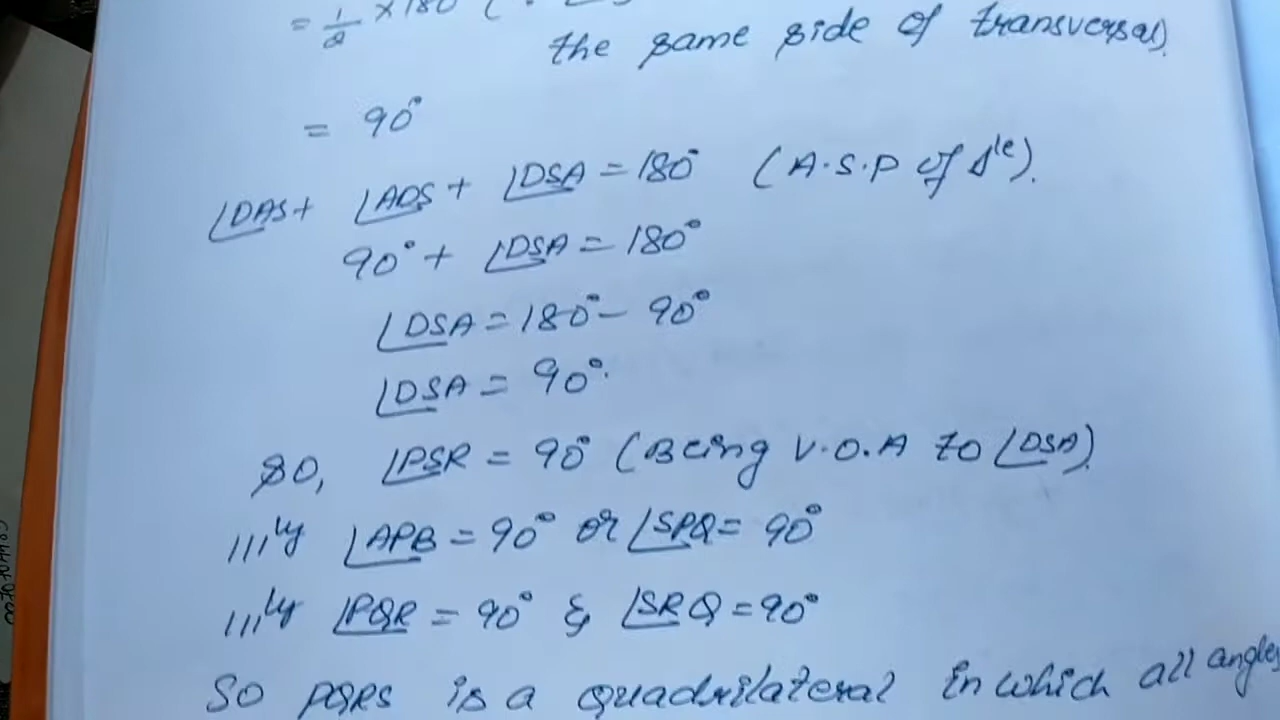 = 1/2 × 180 (
the same side of transversal).
= 90°
∠DAS + ∠ADS + ∠DSA = 180° (A.S.P of Δle).
90° + ∠DSA = 180°
∠DSA = 180° – 90°
∠DSA = 90°.
So, ∠PSR = 90° (Being V.O.A to ∠DSA).
|||ly ∠APB = 90° or ∠SPQ = 90°
|||ly ∠PQR = 90° & ∠SRQ = 90°
So PQRS is a quadrilateral in which all angles